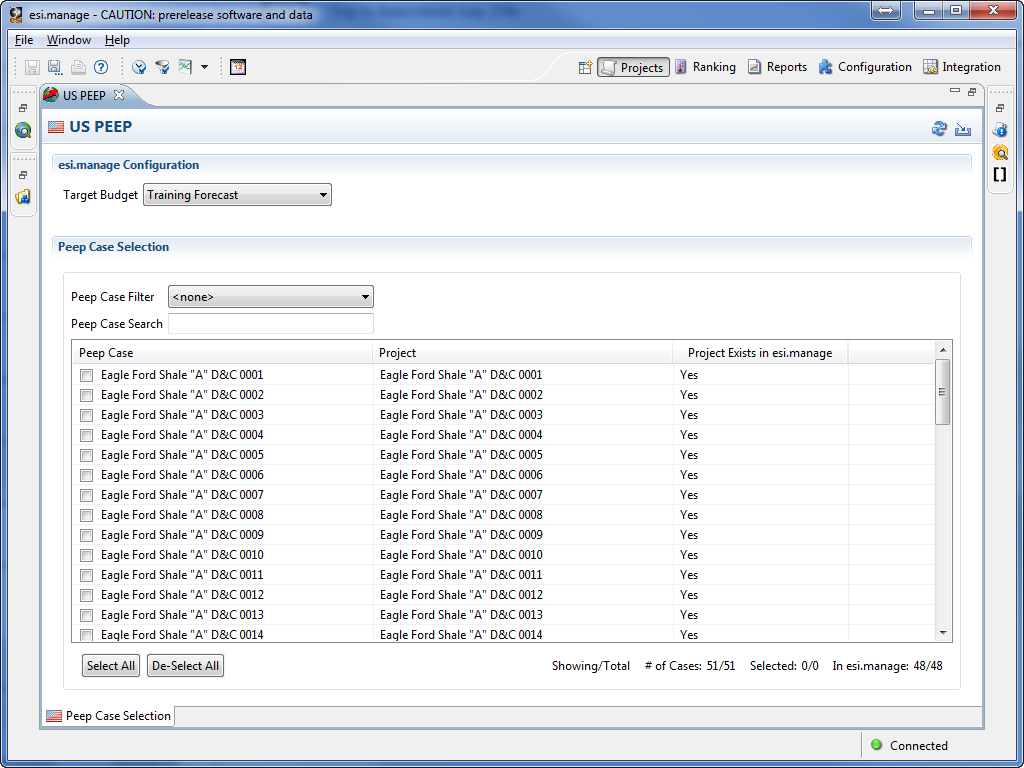 esi.manage - CAUTION: prerelease software and data
File Window Help
12
Projects Ranking Reports Configuration Integration
US PEEP
US PEEP
esi.manage Configuration
Target Budget Training Forecast
Peep Case Selection
Peep Case Filter <none>
Peep Case Search
Peep Case Project Project Exists in esi.manage
Eagle Ford Shale "A" D&C 0001 Eagle Ford Shale "A" D&C 0001 Yes
Eagle Ford Shale "A" D&C 0002 Eagle Ford Shale "A" D&C 0002 Yes
Eagle Ford Shale "A" D&C 0003 Eagle Ford Shale "A" D&C 0003 Yes
Eagle Ford Shale "A" D&C 0004 Eagle Ford Shale "A" D&C 0004 Yes
Eagle Ford Shale "A" D&C 0005 Eagle Ford Shale "A" D&C 0005 Yes
Eagle Ford Shale "A" D&C 0006 Eagle Ford Shale "A" D&C 0006 Yes
Eagle Ford Shale "A" D&C 0007 Eagle Ford Shale "A" D&C 0007 Yes
Eagle Ford Shale "A" D&C 0008 Eagle Ford Shale "A" D&C 0008 Yes
Eagle Ford Shale "A" D&C 0009 Eagle Ford Shale "A" D&C 0009 Yes
Eagle Ford Shale "A" D&C 0010 Eagle Ford Shale "A" D&C 0010 Yes
Eagle Ford Shale "A" D&C 0011 Eagle Ford Shale "A" D&C 0011 Yes
Eagle Ford Shale "A" D&C 0012 Eagle Ford Shale "A" D&C 0012 Yes
Eagle Ford Shale "A" D&C 0013 Eagle Ford Shale "A" D&C 0013 Yes
Eagle Ford Shale "A" D&C 0014 Eagle Ford Shale "A" D&C 0014 Yes
Select All De-Select All Showing/Total # of Cases: 51/51 Selected: 0/0 In esi.manage: 48/48
Peep Case Selection
Connected